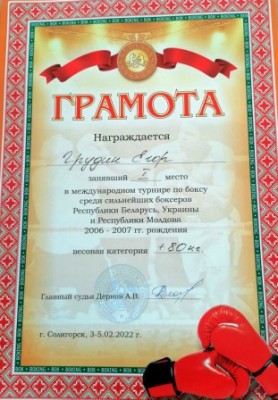 ГРАМОТА
Награждается
Грудин Егор
занявший I место
в международном турнире по боксу
среди сильнейших боксеров
Республики Беларусь, Украины
и Республики Молдова
2006 - 2007 гг. рождения
весовая категория +80 кг.
Главный судья Дернов А.В.
г. Солигорск, 3-5.02.2022 г.